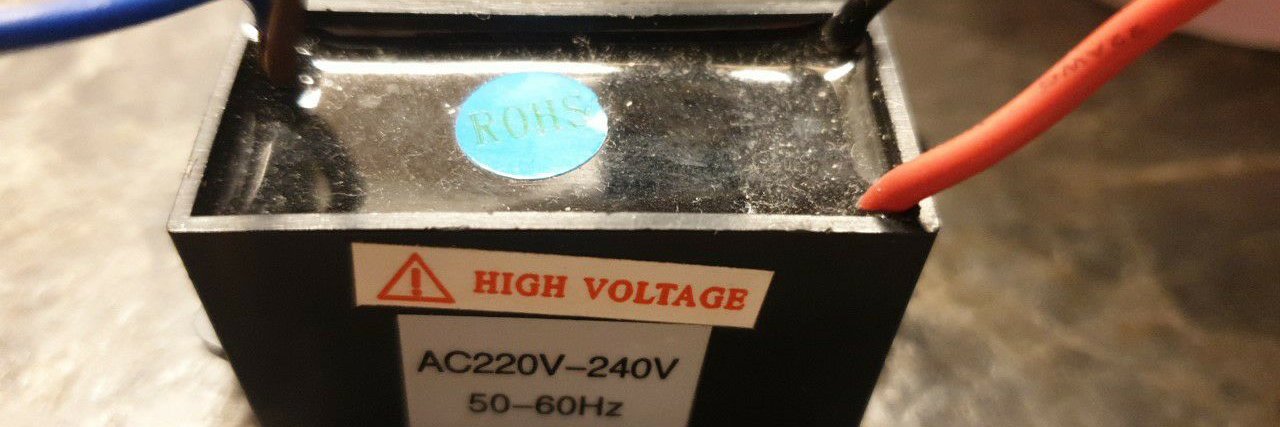 ROHS
HIGH VOLTAGE
AC220V–240V
50–60Hz